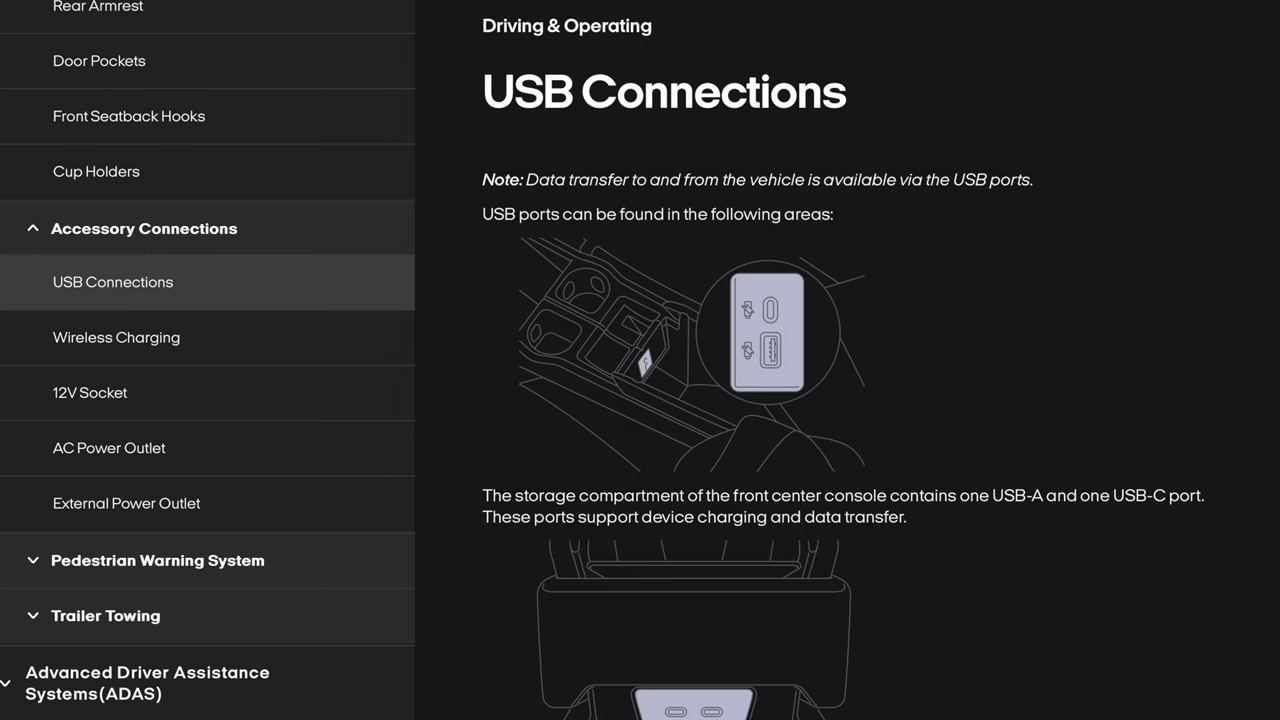 Rear Armrest
Door Pockets
Front Seatback Hooks
Cup Holders
Accessory Connections
USB Connections
Wireless Charging
12V Socket
AC Power Outlet
External Power Outlet
Pedestrian Warning System
Trailer Towing
Advanced Driver Assistance
Systems(ADAS)
Driving & Operating
USB Connections
Note: Data transfer to and from the vehicle is available via the USB ports.
USB ports can be found in the following areas:
The storage compartment of the front center console contains one USB-A and one USB-C port.
These ports support device charging and data transfer.